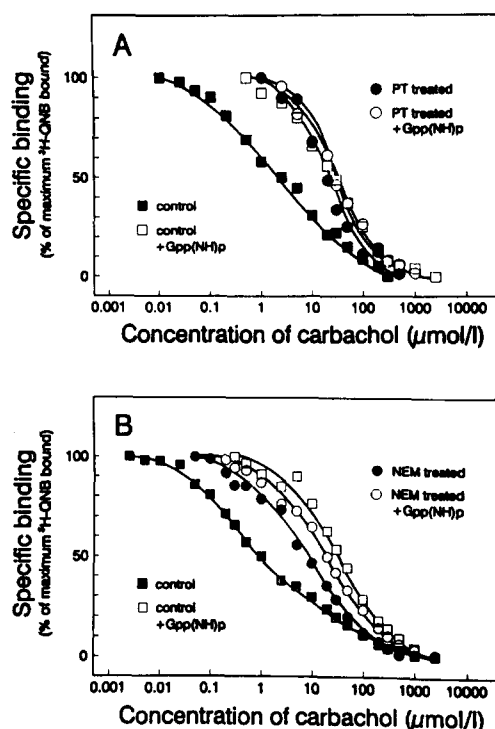 A
Specific binding
(% of maximum ³H-QNB bound)
100
50
0
PT treated
PT treated
+Gpp(NH)p
control
control
+Gpp(NH)p
0.001 0.01 0.1 1 10 100 1000 10000
Concentration of carbachol (µmol/l)
B
Specific binding
(% of maximum ³H-QNB bound)
100
50
0
NEM treated
NEM treated
+Gpp(NH)p
control
control
+Gpp(NH)p
0.001 0.01 0.1 1 10 100 1000 10000
Concentration of carbachol (µmol/l)